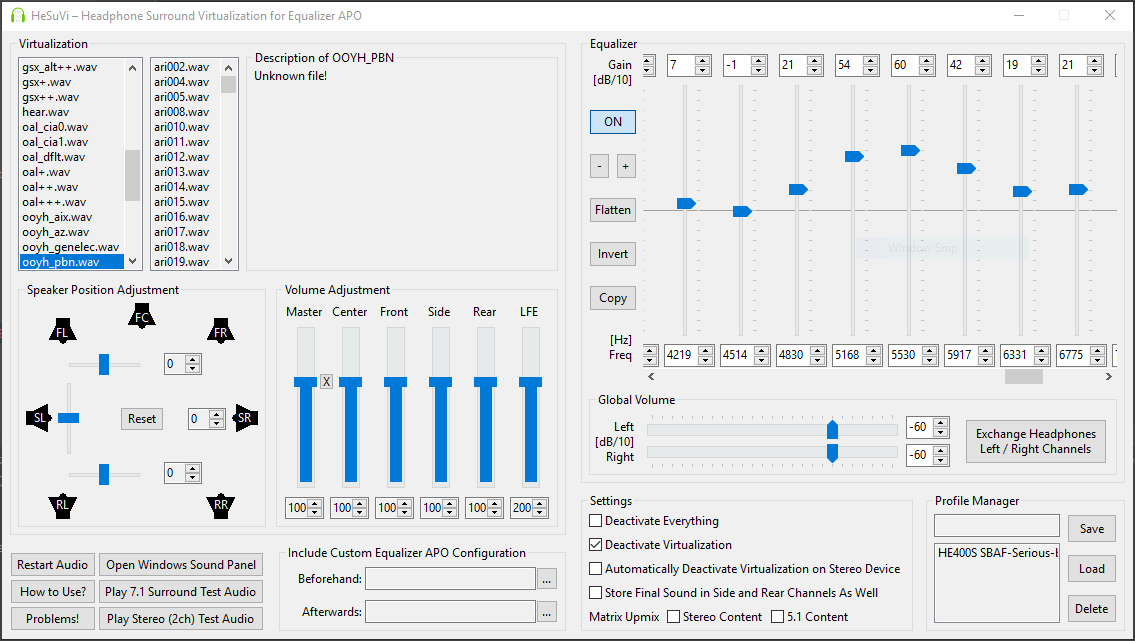 HeSuVi – Headphone Surround Virtualization for Equalizer APO
Virtualization
gsx_alt++.wav
gsx+.wav
gsx++.wav
hear.wav
oal_cia0.wav
oal_cia1.wav
oal_dflt.wav
oal+.wav
oal++.wav
oal+++.wav
ooyh_aix.wav
ooyh_az.wav
ooyh_genelec.wav
ooyh_pbn.wav
ari002.wav
ari004.wav
ari005.wav
ari008.wav
ari010.wav
ari011.wav
ari012.wav
ari013.wav
ari014.wav
ari015.wav
ari016.wav
ari017.wav
ari018.wav
ari019.wav
Description of OOYH_PBN
Unknown file!
Speaker Position Adjustment
FL
FC
FR
0
SL
Reset
0
SR
0
RL
RR
Volume Adjustment
Master Center Front Side Rear LFE
X
100 100 100 100 100 200
Restart Audio
Open Windows Sound Panel
How to Use?
Play 7.1 Surround Test Audio
Problems!
Play Stereo (2ch) Test Audio
Include Custom Equalizer APO Configuration
Beforehand:
...
Afterwards:
...
Equalizer
Gain
[dB/10]
7 -1 21 54 60 42 19 21
ON
- +
Flatten
Invert
Copy
Window Snip
[Hz]
Freq
4219 4514 4830 5168 5530 5917 6331 6775
Global Volume
Left
[dB/10]
Right
-60
-60
Exchange Headphones
Left / Right Channels
Settings
Deactivate Everything
Deactivate Virtualization
Automatically Deactivate Virtualization on Stereo Device
Store Final Sound in Side and Rear Channels As Well
Matrix Upmix Stereo Content 5.1 Content
Profile Manager
Save
HE400S SBAF-Serious-b
Load
Delete